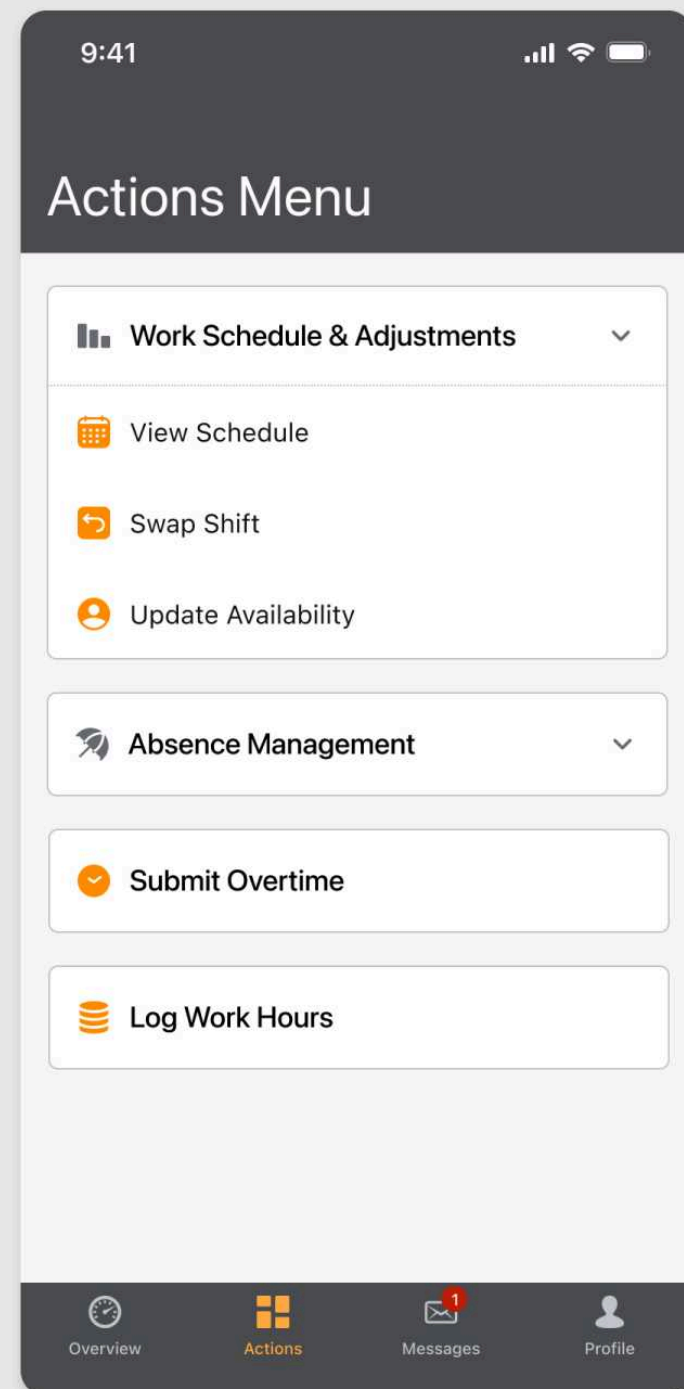 9:41
Actions Menu
Work Schedule & Adjustments
View Schedule
Swap Shift
Update Availability
Absence Management
Submit Overtime
Log Work Hours
1
Overview Actions Messages Profile